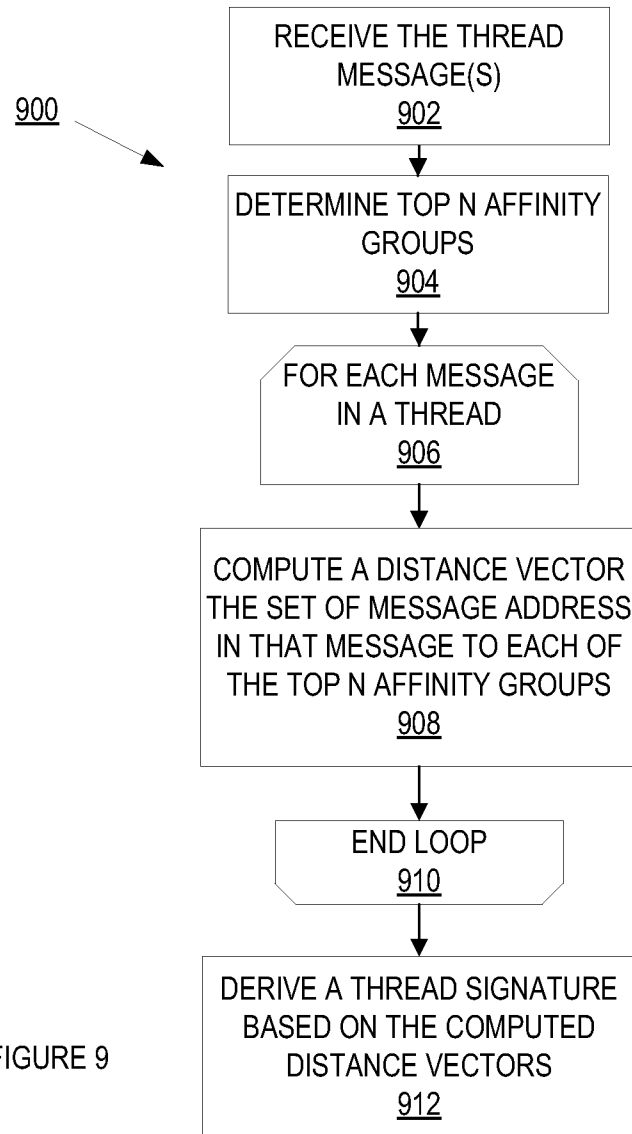 900
RECEIVE THE THREAD
MESSAGE(S)
902
DETERMINE TOP N AFFINITY
GROUPS
904
FOR EACH MESSAGE
IN A THREAD
906
COMPUTE A DISTANCE VECTOR
THE SET OF MESSAGE ADDRESS
IN THAT MESSAGE TO EACH OF
THE TOP N AFFINITY GROUPS
908
END LOOP
910
DERIVE A THREAD SIGNATURE
BASED ON THE COMPUTED
DISTANCE VECTORS
912
FIGURE 9